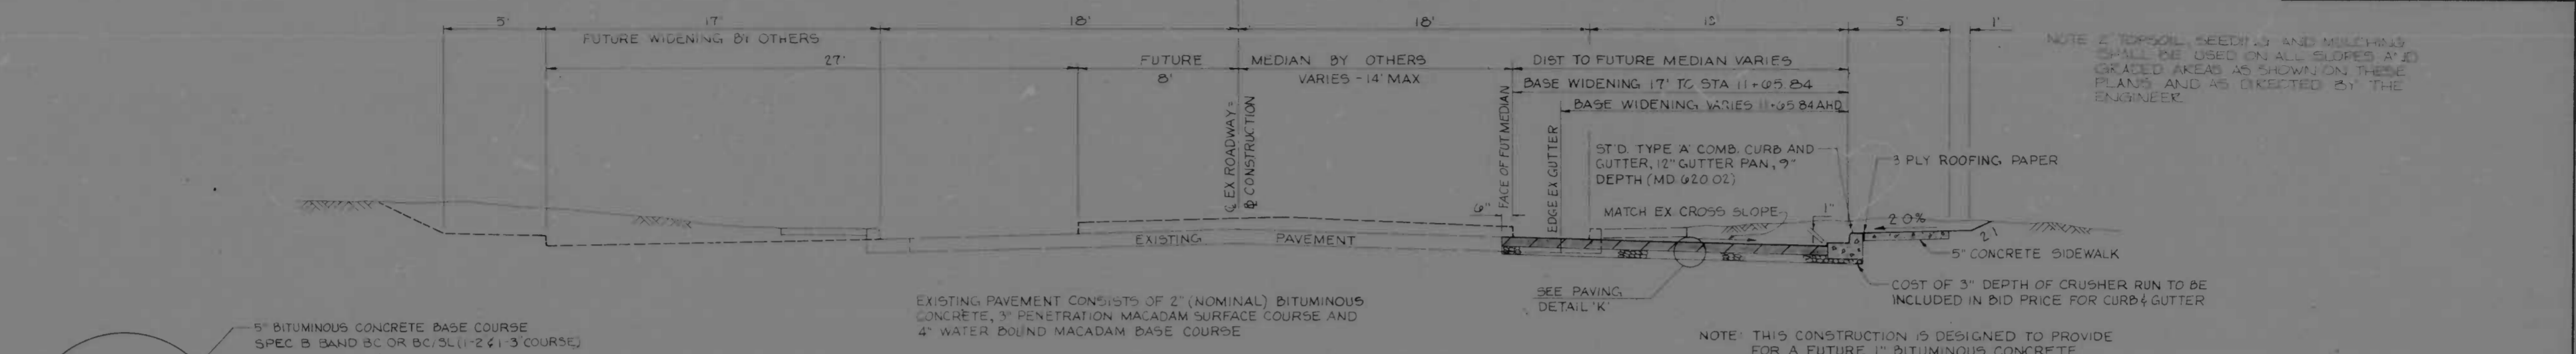 5' 17' 18' 18' 5' 1'
FUTURE WIDENING BY OTHERS
27'
FUTURE
8'
MEDIAN BY OTHERS
VARIES - 14' MAX
DIST TO FUTURE MEDIAN VARIES
BASE WIDENING 17' TO STA 11+65.84
BASE WIDENING VARIES 11+65 84 AHD
NOTE 2" TOPSOIL, SEEDING AND MULCHING
SHALL BE USED ON ALL SLOPES AND
GRADED AREAS AS SHOWN ON THESE
PLANS AND AS DIRECTED BY THE
ENGINEER
℄ EX ROADWAY =
℄ CONSTRUCTION
FACE OF FUT MEDIAN
EDGE EX GUTTER
ST'D. TYPE 'A' COMB. CURB AND
GUTTER, 12" GUTTER PAN, 9"
DEPTH (MD 620 02)
3 PLY ROOFING PAPER
6"
MATCH EX CROSS SLOPE
1"
2 0%
2 1
EXISTING PAVEMENT
5" CONCRETE SIDEWALK
SEE PAVING
DETAIL 'K'
COST OF 3" DEPTH OF CRUSHER RUN TO BE
INCLUDED IN BID PRICE FOR CURB & GUTTER
EXISTING PAVEMENT CONSISTS OF 2" (NOMINAL) BITUMINOUS
CONCRETE, 3" PENETRATION MACADAM SURFACE COURSE AND
4" WATER BOUND MACADAM BASE COURSE
5" BITUMINOUS CONCRETE BASE COURSE
SPEC B BAND BC OR BC/SL (1-2 & 1-3" COURSE)
NOTE: THIS CONSTRUCTION IS DESIGNED TO PROVIDE
FOR A FUTURE 1" BITUMINOUS CONCRETE